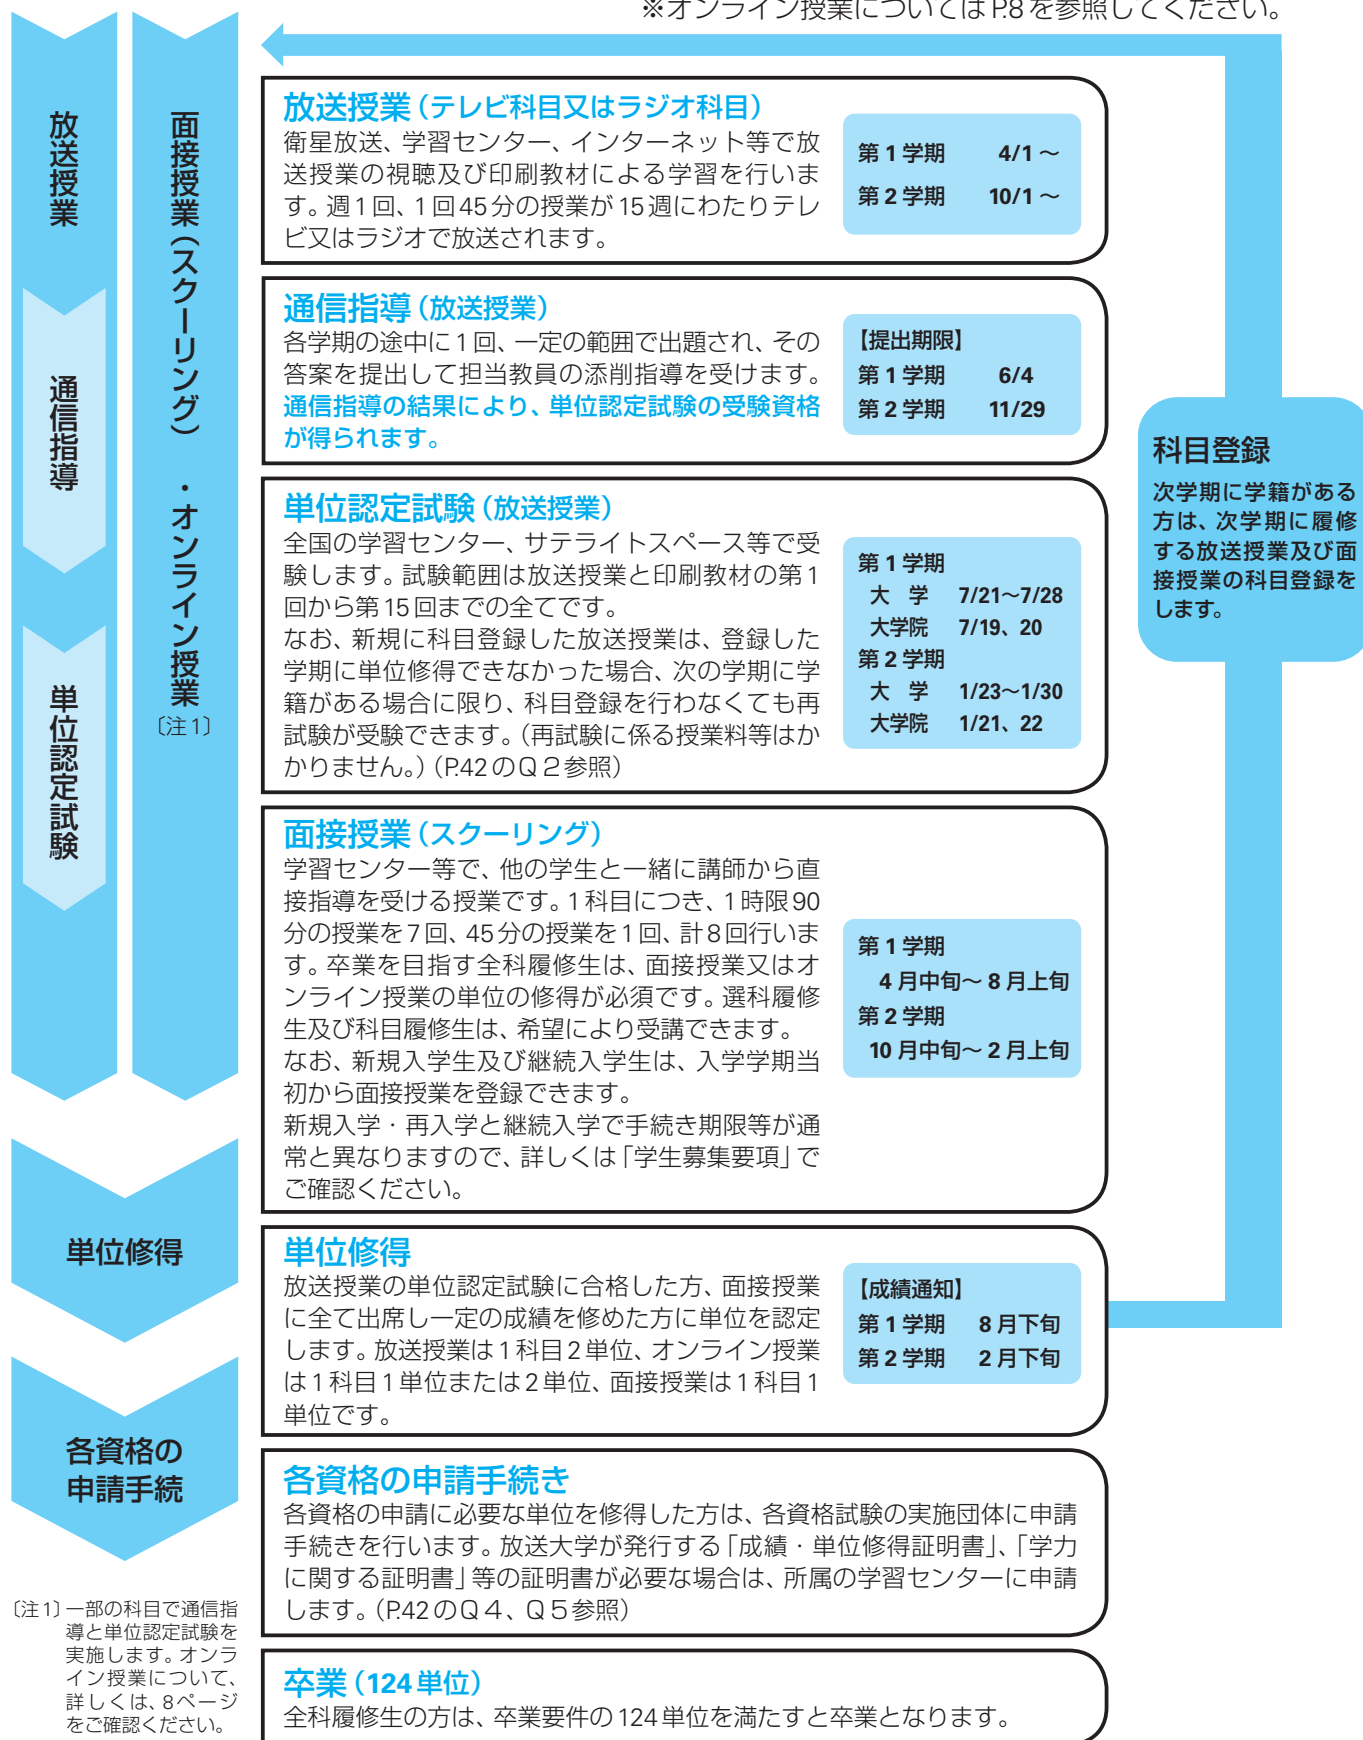 ※オンライン授業についてはP.8を参照してください。
放送授業
通信指導
単位認定試験
面接授業（スクーリング）・オンライン授業〔注1〕
放送授業（テレビ科目又はラジオ科目）
衛星放送、学習センター、インターネット等で放
送授業の視聴及び印刷教材による学習を行いま
す。週1回、1回45分の授業が15週にわたりテレ
ビ又はラジオで放送されます。
第1学期 4/1～
第2学期 10/1～
通信指導（放送授業）
各学期の途中に1回、一定の範囲で出題され、その
答案を提出して担当教員の添削指導を受けます。
通信指導の結果により、単位認定試験の受験資格
が得られます。
【提出期限】
第1学期 6/4
第2学期 11/29
単位認定試験（放送授業）
全国の学習センター、サテライトスペース等で受
験します。試験範囲は放送授業と印刷教材の第1
回から第15回までの全てです。
なお、新規に科目登録した放送授業は、登録した
学期に単位修得できなかった場合、次の学期に学
籍がある場合に限り、科目登録を行わなくても再
試験が受験できます。（再試験に係る授業料等はか
かりません。）（P.42のQ２参照）
第1学期
大　学 7/21～7/28
大学院 7/19、20
第2学期
大　学 1/23～1/30
大学院 1/21、22
面接授業（スクーリング）
学習センター等で、他の学生と一緒に講師から直
接指導を受ける授業です。1科目につき、1時限90
分の授業を7回、45分の授業を1回、計8回行いま
す。卒業を目指す全科履修生は、面接授業又はオ
ンライン授業の単位の修得が必須です。選科履修
生及び科目履修生は、希望により受講できます。
なお、新規入学生及び継続入学生は、入学学期当
初から面接授業を登録できます。
新規入学・再入学と継続入学で手続き期限等が通
常と異なりますので、詳しくは「学生募集要項」で
ご確認ください。
第1学期
4月中旬～8月上旬
第2学期
10月中旬～2月上旬
単位修得
単位修得
放送授業の単位認定試験に合格した方、面接授業
に全て出席し一定の成績を修めた方に単位を認定
します。放送授業は1科目2単位、オンライン授業
は1科目1単位または2単位、面接授業は1科目1
単位です。
【成績通知】
第1学期 8月下旬
第2学期 2月下旬
科目登録
次学期に学籍がある
方は、次学期に履修
する放送授業及び面
接授業の科目登録を
します。
各資格の
申請手続
各資格の申請手続き
各資格の申請に必要な単位を修得した方は、各資格試験の実施団体に申請
手続きを行います。放送大学が発行する「成績・単位修得証明書」、「学力
に関する証明書」等の証明書が必要な場合は、所属の学習センターに申請
します。（P.42のQ４、Q５参照）
卒業（124単位）
全科履修生の方は、卒業要件の124単位を満たすと卒業となります。
〔注1〕一部の科目で通信指
導と単位認定試験を
実施します。オンラ
イン授業について、
詳しくは、8ページ
をご確認ください。